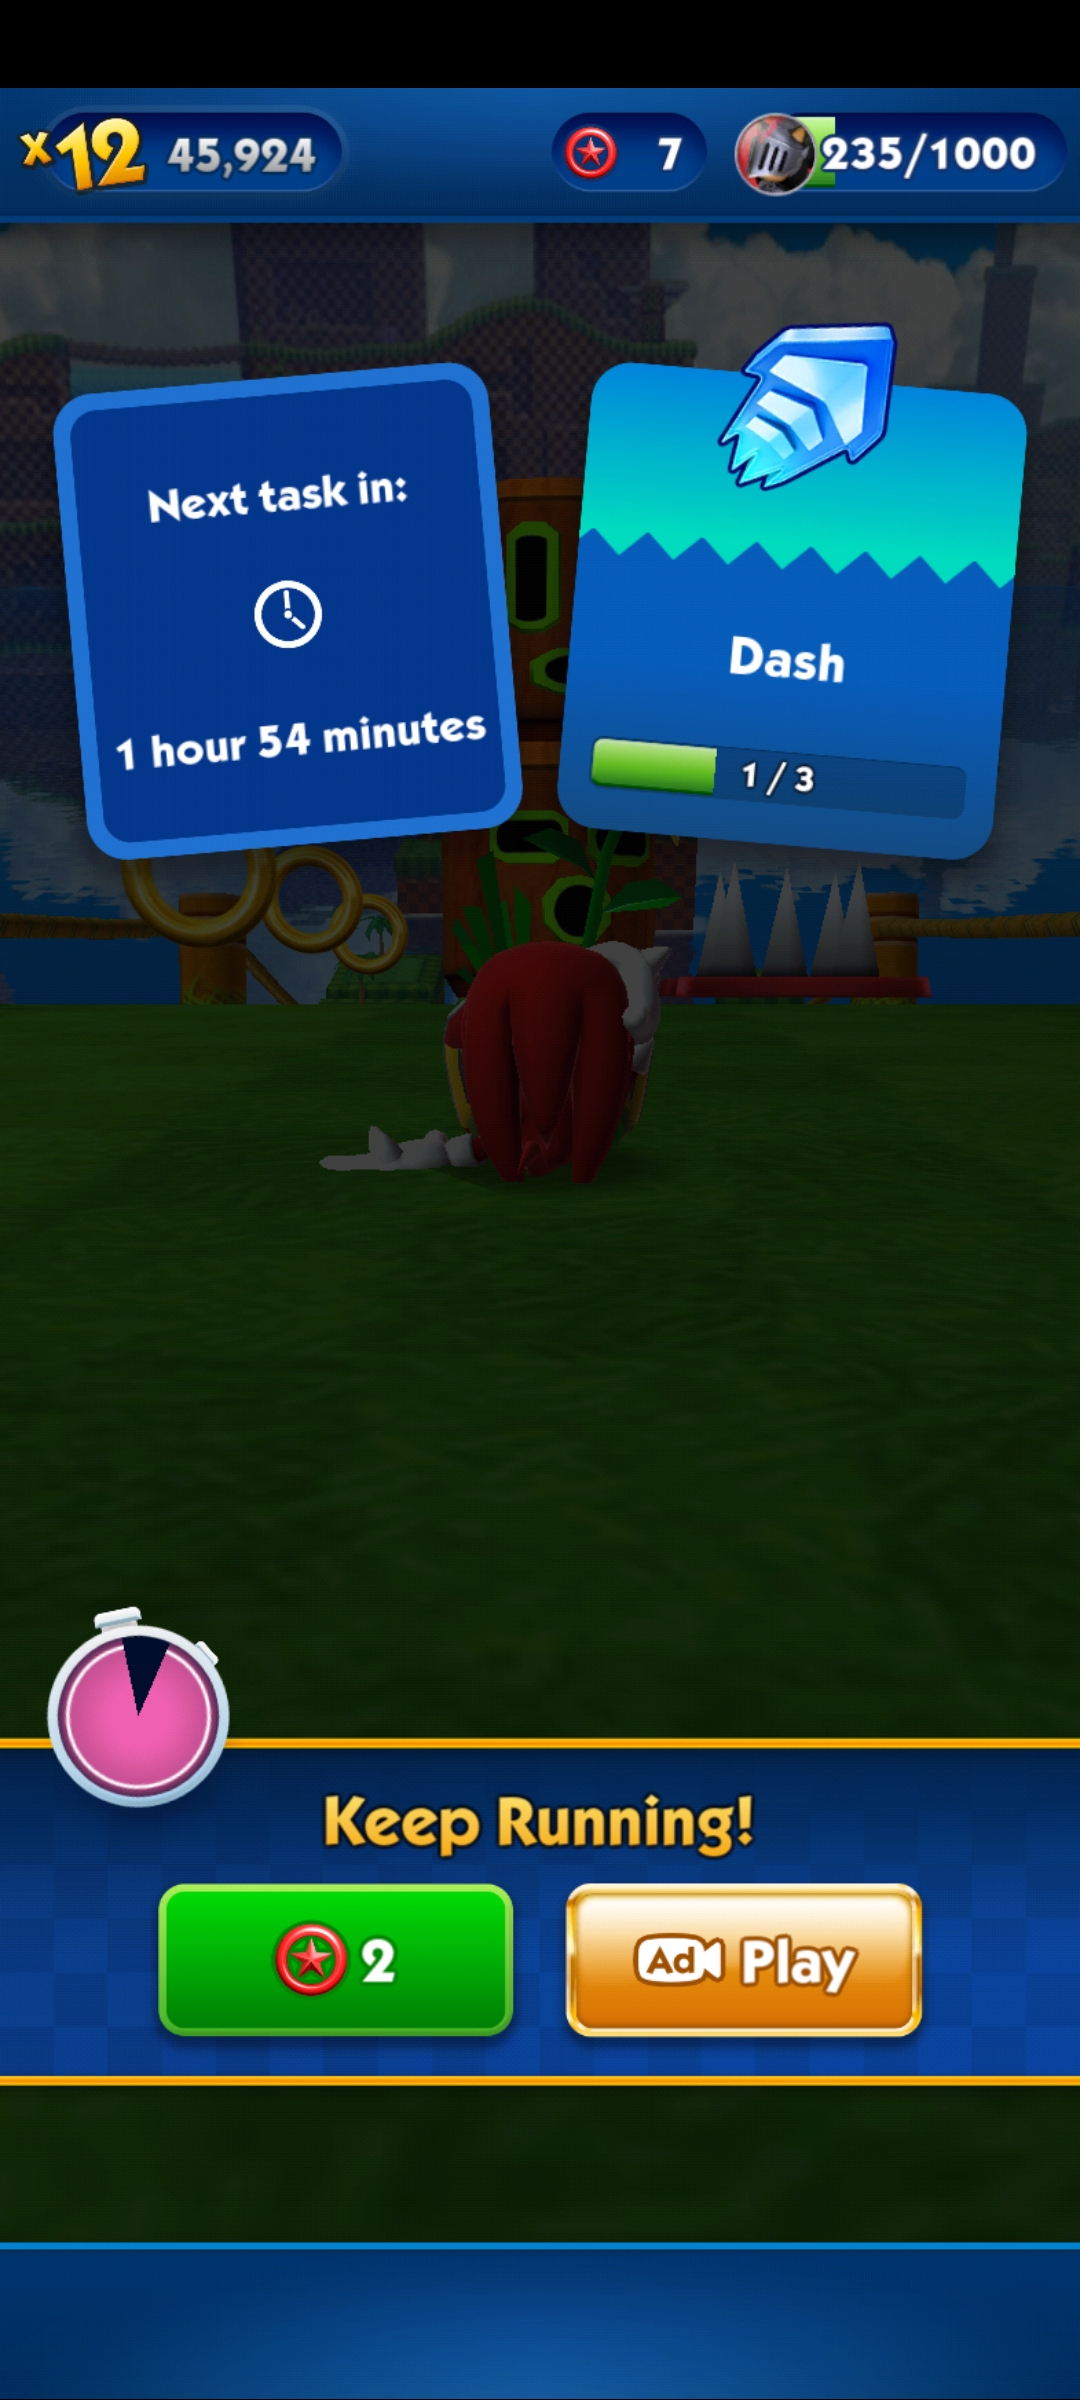 x12 45,924 7 235/1000
Next task in:
1 hour 54 minutes
Dash
1 / 3
Keep Running!
2
Ad Play